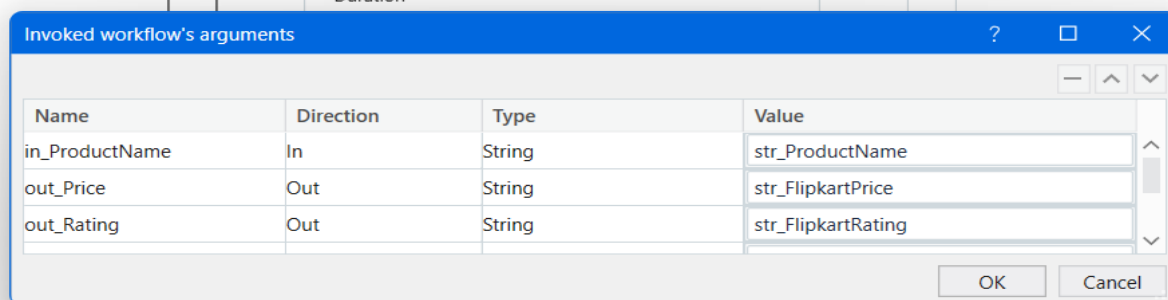 Duration
Invoked workflow's arguments ?
Name Direction Type Value
in_ProductName In String str_ProductName
out_Price Out String str_FlipkartPrice
out_Rating Out String str_FlipkartRating
OK Cancel